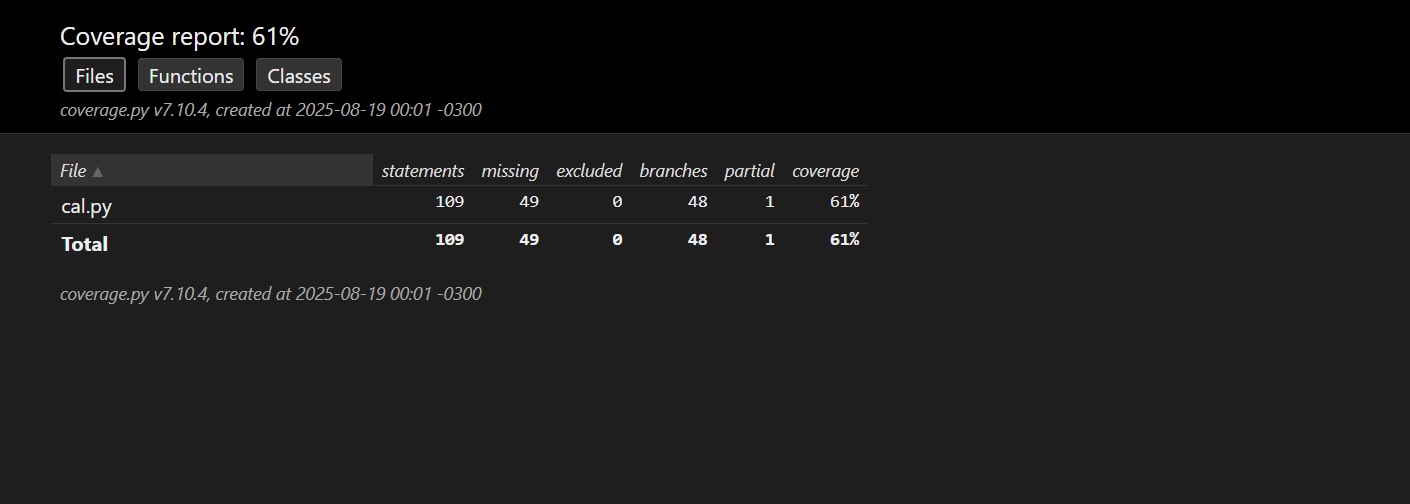 Coverage report: 61%
Files Functions Classes
coverage.py v7.10.4, created at 2025-08-19 00:01 -0300
File ▲ statements missing excluded branches partial coverage
cal.py 109 49 0 48 1 61%
Total 109 49 0 48 1 61%
coverage.py v7.10.4, created at 2025-08-19 00:01 -0300